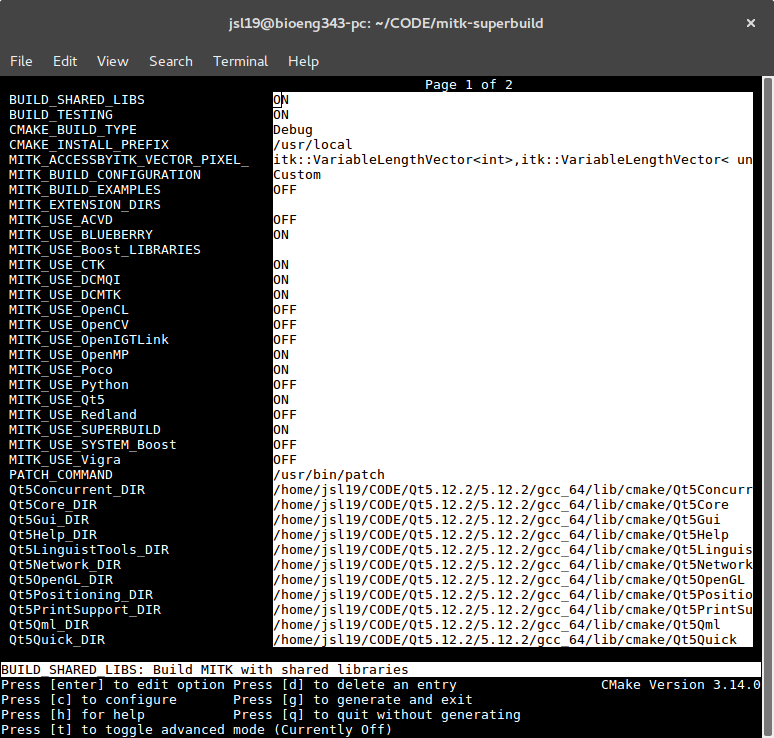 jsl19@bioeng343-pc: ~/CODE/mitk-superbuild ×
File Edit View Search Terminal Help
Page 1 of 2
BUILD_SHARED_LIBS ON
BUILD_TESTING ON
CMAKE_BUILD_TYPE Debug
CMAKE_INSTALL_PREFIX /usr/local
MITK_ACCESSBYITK_VECTOR_PIXEL_ itk::VariableLengthVector<int>,itk::VariableLengthVector< un
MITK_BUILD_CONFIGURATION Custom
MITK_BUILD_EXAMPLES OFF
MITK_EXTENSION_DIRS
MITK_USE_ACVD OFF
MITK_USE_BLUEBERRY ON
MITK_USE_Boost_LIBRARIES
MITK_USE_CTK ON
MITK_USE_DCMQI ON
MITK_USE_DCMTK ON
MITK_USE_OpenCL OFF
MITK_USE_OpenCV OFF
MITK_USE_OpenIGTLink OFF
MITK_USE_OpenMP ON
MITK_USE_Poco ON
MITK_USE_Python OFF
MITK_USE_Qt5 ON
MITK_USE_Redland OFF
MITK_USE_SUPERBUILD ON
MITK_USE_SYSTEM_Boost OFF
MITK_USE_Vigra OFF
PATCH_COMMAND /usr/bin/patch
Qt5Concurrent_DIR /home/jsl19/CODE/Qt5.12.2/5.12.2/gcc_64/lib/cmake/Qt5Concurr
Qt5Core_DIR /home/jsl19/CODE/Qt5.12.2/5.12.2/gcc_64/lib/cmake/Qt5Core
Qt5Gui_DIR /home/jsl19/CODE/Qt5.12.2/5.12.2/gcc_64/lib/cmake/Qt5Gui
Qt5Help_DIR /home/jsl19/CODE/Qt5.12.2/5.12.2/gcc_64/lib/cmake/Qt5Help
Qt5LinguistTools_DIR /home/jsl19/CODE/Qt5.12.2/5.12.2/gcc_64/lib/cmake/Qt5Linguis
Qt5Network_DIR /home/jsl19/CODE/Qt5.12.2/5.12.2/gcc_64/lib/cmake/Qt5Network
Qt5OpenGL_DIR /home/jsl19/CODE/Qt5.12.2/5.12.2/gcc_64/lib/cmake/Qt5OpenGL
Qt5Positioning_DIR /home/jsl19/CODE/Qt5.12.2/5.12.2/gcc_64/lib/cmake/Qt5Positio
Qt5PrintSupport_DIR /home/jsl19/CODE/Qt5.12.2/5.12.2/gcc_64/lib/cmake/Qt5PrintSu
Qt5Qml_DIR /home/jsl19/CODE/Qt5.12.2/5.12.2/gcc_64/lib/cmake/Qt5Qml
Qt5Quick_DIR /home/jsl19/CODE/Qt5.12.2/5.12.2/gcc_64/lib/cmake/Qt5Quick
BUILD_SHARED_LIBS: Build MITK with shared libraries
Press [enter] to edit option Press [d] to delete an entry CMake Version 3.14.0
Press [c] to configure Press [g] to generate and exit
Press [h] for help Press [q] to quit without generating
Press [t] to toggle advanced mode (Currently Off)